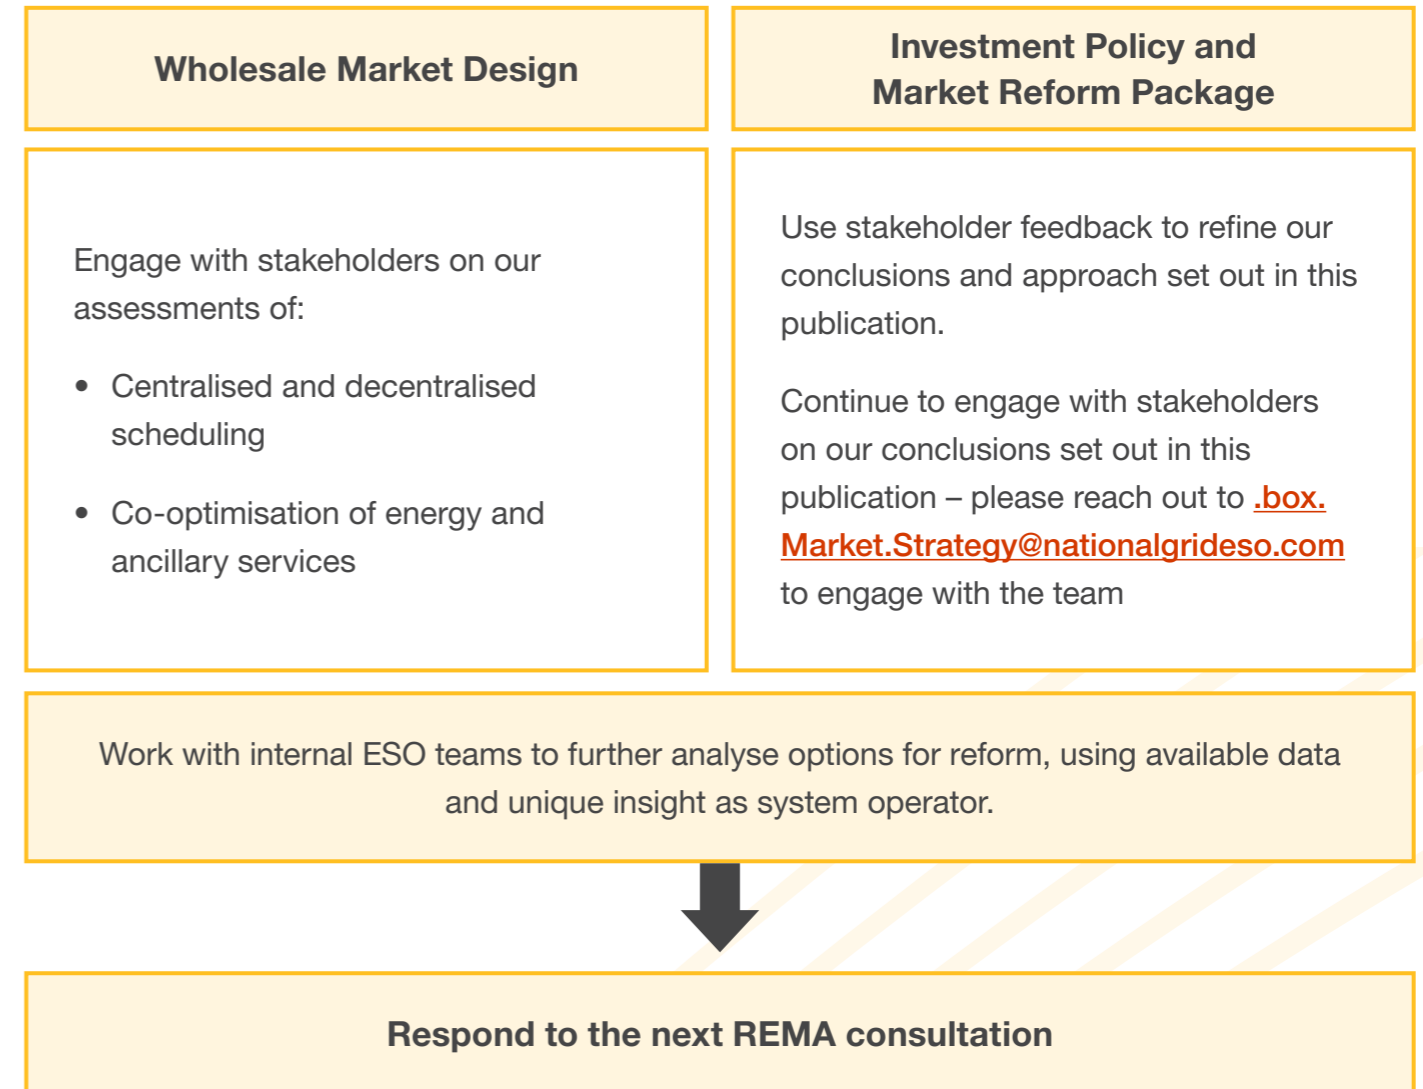 Wholesale Market Design
Investment Policy and
Market Reform Package
Engage with stakeholders on our
assessments of:
• Centralised and decentralised
scheduling
• Co-optimisation of energy and
ancillary services
Use stakeholder feedback to refine our
conclusions and approach set out in this
publication.
Continue to engage with stakeholders
on our conclusions set out in this
publication – please reach out to .box.
Market.Strategy@nationalgrideso.com
to engage with the team
Work with internal ESO teams to further analyse options for reform, using available data
and unique insight as system operator.
Respond to the next REMA consultation